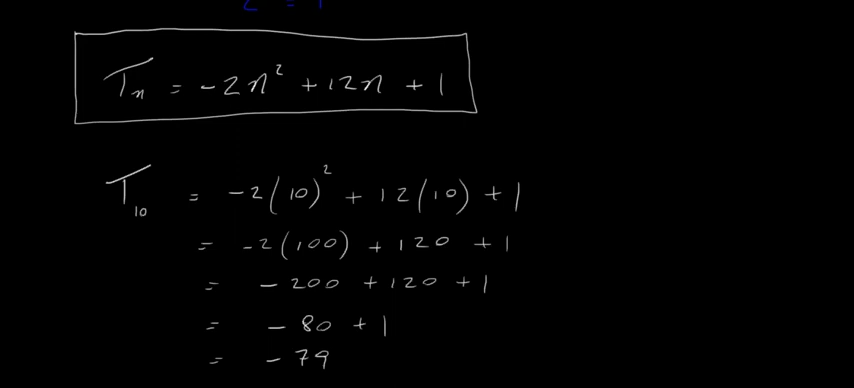 Tₙ = -2n² + 12n + 1
T₁₀ = -2(10)² + 12(10) + 1
= -2(100) + 120 + 1
= -200 + 120 + 1
= -80 + 1
= -79